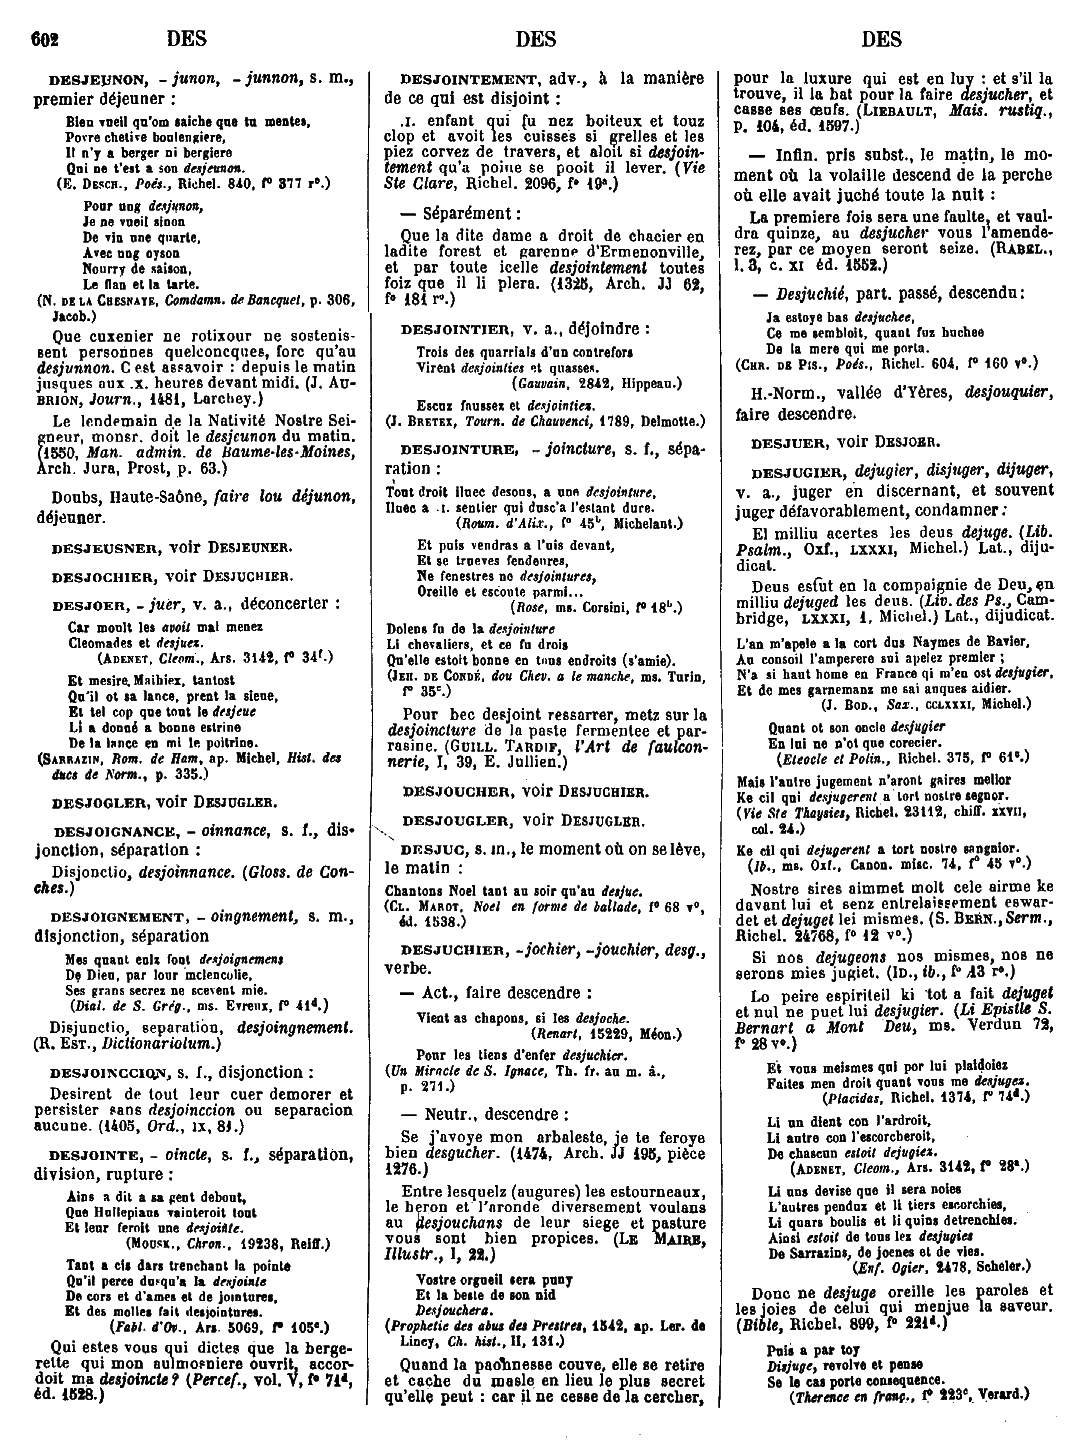 602 DES DES DES
DESJEUNON, - junon, - junnon, s. m.,
premier déjeuner :
Bien vueil qu'om saiche que tu mentes,
Povre chetive boulengiere,
Il n'y a berger ni bergiere
Qui ne t'est a son desjeunon.
(E. DESCH., Poés., Richel. 840, f° 377 r°.)
Pour ung desjunon,
Je ne vueil sinon
De vin une quarte,
Avec ung oyson
Nourry de saison,
Le flan et la tarte.
(N. DE LA CHESNAYE, Comdamn. de Bancquet, p. 306,
Jacob.)
Que cuxenier ne rotixour ne sostenis-
sent personnes quelconcques, forc qu'au
desjunnon. C est assavoir : depuis le matin
jusques aux .x. heures devant midi. (J. AU-
BRION, Journ., 1481, Larchey.)
Le lendemain de la Nativité Nostre Sei-
gneur, monsr. doit le desjeunon du matin.
(1550, Man. admin. de Baume-les-Moines,
Arch. Jura, Prost, p. 63.)
Doubs, Haute-Saône, faire lou déjunon,
déjeuner.
DESJEUSNER, voir DESJEUNER.
DESJOCHIER, voir DESJUCHIER.
DESJOER, - juer, v. a., déconcerter :
Car moult les avoit mal menez
Cleomades et desjuez.
(ADENET, Cleom., Ars. 3142, f° 34f.)
Et mesire Mahiex, tantost
Qu'il ot sa lance, prent la siene,
Et tel cop que tout le desjeue
Li a donné a bonne estrine
De la lance en mi le poitrine.
(SARRAZIN, Rom. de Ham, ap. Michel, Hist. des
ducs de Norm., p. 335.)
DESJOGLER, voir DESJUGLER.
DESJOIGNANCE, - oinnance, s. f., dis-
jonction, séparation :
Disjonctio, desjoinnance. (Gloss. de Con-
ches.)
DESJOIGNEMENT, - oingnement, s. m.,
disjonction, séparation
Mes quant eulz font desjoignemens
De Dieu, par lour mclencolie,
Ses grans secrez ne scevent mie.
(Dial. de S. Grég., ms. Evreux, f° 41d.)
Disjunctio, separation, desjoingnement.
(R. EST., Dictionariolum.)
DESJOINCCION, s. f., disjonction :
Desirent de tout leur cuer demorer et
persister sans desjoinccion ou separacion
aucune. (1405, Ord., IX, 81.)
DESJOINTE, - oincte, s. f., séparation,
division, rupture :
Ains a dit a sa gent debout,
Que Hullepians vainteroit tout
Et leur feroit une desjointe.
(MOUSK., Chron., 19238, Reiff.)
Tant a cis dars trenchant la pointe
Qu'il perce dusqu'a la desjointe
De cors et d'ames et de jointures,
Et des molles fait desjointures.
(Fabl. d'Ov., Ars. 5069, f° 105c.)
Qui estes vous qui dictes que la berge-
rette qui mon aulmosniere ouvrit, accor-
doit ma desjoincte? (Percef., vol. V, f° 71d,
éd. 1528.)
DESJOINTEMENT, adv., à la manière
de ce qui est disjoint :
.I. enfant qui fu nez boiteux et touz
clop et avoit les cuisses si grelles et les
piez corvez de travers, et aloit si desjoin-
tement qu'a poine se pooit il lever. (Vie
Ste Clare, Richel. 2096, f° 19a.)
— Séparément :
Que la dite dame a droit de chacier en
ladite forest et garenne d'Ermenonville,
et par toute icelle desjointement toutes
foiz que il li plera. (1325, Arch. JJ 62,
f° 181 r°.)
DESJOINTIER, v. a., déjoindre :
Trois des quarriais d'un contrefors
Virent desjointies et quasses.
(Gauvain, 2842, Hippeau.)
Escuz faussez et desjointiez.
(J. BRETEX, Tourn. de Chauvenci, 1789, Delmotte.)
DESJOINTURE, - joincture, s. f., sépa-
ration :
Tout droit iluec desous, a une desjointure,
Iluec a .I. sentier qui dusc'a l'estant dure.
(Roum. d'Alix., f° 45b, Michelant.)
Et puis vendras a l'uis devant,
Et se trueves fendeures,
Ne fenestres ne desjointures,
Oreille et escoute parmi...
(Rose, ms. Corsini, f° 18b.)
Dolens fu de la desjointure
Li chevaliers, et ce fu drois
Qu'elle estoit bonne en tous endroits (s'amie).
(JEH. DE CONDÉ, dou Chev. a le manche, ms. Turin,
f° 35c.)
Pour bec desjoint ressarrer, metz sur la
desjoincture de la paste fermentee et par-
rasine. (GUILL. TARDIF, l'Art de faulcon-
nerie, I, 39, E. Jullien.)
DESJOUCHER, voir DESJUCHIER.
DESJOUGLER, voir DESJUGLER.
DESJUC, s. m., le moment où on se lève,
le matin :
Chantons Noel tant au soir qu'au desjuc.
(CL. MAROT, Noel en forme de ballade, f° 68 v°,
éd. 1538.)
DESJUCHIER, -jochier, -jouchier, desg.,
verbe.
— Act., faire descendre :
Vient as chapons, si les desjoche.
(Renart, 15229, Méon.)
Pour les tiens d'enfer desjuchier.
(Un Miracle de S. Ignace, Th. fr. au m. â.,
p. 271.)
— Neutr., descendre :
Se j'avoye mon arbaleste, je te feroye
bien desgucher. (1474, Arch. JJ 195, pièce
1276.)
Entre lesquelz (augures) les estourneaux,
le heron et l'aronde diversement voulans
au desjouchans de leur siege et pasture
vous sont bien propices. (LE MAIRE,
Illustr., I, 22.)
Vostre orgueil sera puny
Et la beste de son nid
Desjouchera.
(Prophetie des abus des Prestres, 1542, ap. Ler. de
Lincy, Ch. hist., II, 131.)
Quand la paonnesse couve, elle se retire
et cache du masle en lieu le plus secret
qu'elle peut : car il ne cesse de la cercher,
pour la luxure qui est en luy : et s'il la
trouve, il la bat pour la faire desjucher, et
casse ses œufs. (LIEBAULT, Mais. rustiq.,
p. 104, éd. 1597.)
— Infin. pris subst., le matin, le mo-
ment où la volaille descend de la perche
où elle avait juché toute la nuit :
La premiere fois sera une faulte, et vaul-
dra quinze, au desjucher vous l'amende-
rez, par ce moyen seront seize. (RABEL.,
l. 3, c. XI éd. 1552.)
— Desjuchié, part. passé, descendu:
Ja estoye bas desjuchee,
Ce me sembloit, quant fuz huchee
De la mere qui me porta.
(CHR. DE PIS., Poés., Richel. 604, f° 160 v°.)
H.-Norm., vallée d'Yères, desjouquier,
faire descendre.
DESJUER, voir DESJOER.
DESJUGIER, dejugier, disjuger, dijuger,
v. a., juger en discernant, et souvent
juger défavorablement, condamner :
El milliu acertes les deus dejuge. (Lib.
Psalm., Oxf., LXXXI, Michel.) Lat., diju-
dicat.
Deus estut en la compaignie de Deu, en
milliu dejuged les deus. (Liv. des Ps., Cam-
bridge, LXXXI, 1, Michel.) Lat., dijudicat.
L'an m'apele a la cort dus Naymes de Bavier,
Au consoil l'amperere sui apelez premier ;
N'a si haut home en France qi m'en ost desjugier,
Et de mes garnemanz me sai auques aidier.
(J. BOD., Sax., CCLXXXI, Michel.)
Quant ot son oncle desjugier
En lui ne n'ot que corecier.
(Eteocle et Polin., Richel. 375, f° 61e.)
Mais l'autre jugement n'aront gaires mellor
Ke cil qui desjugerent a tort nostre segnor.
(Vie Ste Thaysies, Richel. 23112, chiff. XXVII,
col. 24.)
Ke cil qui dejugerent a tort nostre sangnior.
(Ib., ms. Oxf., Canon. misc. 74, f° 45 v°.)
Nostre sires aimmet molt cele airme ke
davant lui et senz entrelaissement eswar-
det et dejuget lei mismes. (S. BERN., Serm.,
Richel. 24768, f° 12 v°.)
Si nos dejugeons nos mismes, nos ne
serons mies jugiet. (ID., ib., f° 43 r°.)
Lo peire espiriteil ki tot a fait dejuget
et nul ne puet lui desjugier. (Li Epistle S.
Bernart a Mont Deu, ms. Verdun 72,
f° 28 v°.)
Et vous meismes qui por lui plaidoiez
Faites men droit quant vous me desjugez.
(Placidas, Richel. 1374, f° 74d.)
Li un dient con l'ardroit,
Li autre con l'escorcheroit,
De chascun estoit dejugiez.
(ADENET, Cleom., Ars. 3142, f° 28a.)
Li uns devise que il sera noies
L'autres penduz et li tiers escorchies,
Li quars boulis et li quins detrenchies.
Ainsi estoit de tous lez desjugies
De Sarrazins, de joenes et de vies.
(Enf. Ogier, 2478, Scheler.)
Donc ne desjuge oreille les paroles et
les joies de celui qui menjue la saveur.
(Bible, Richel. 899, f° 221d.)
Puis a par toy
Disjuge, revolve et pense
Se le cas porte consequence.
(Therence en franç., f° 223c, Verard.)